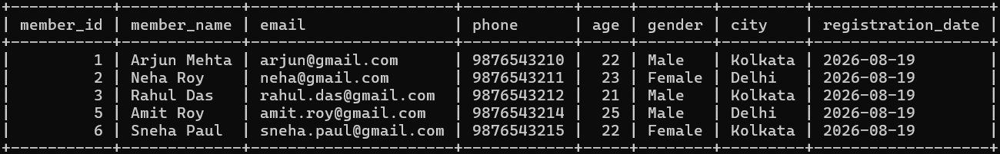 +-----------+--------------+----------------------+------------+-----+--------+---------+-------------------+
| member_id | member_name | email                | phone      | age | gender | city    | registration_date |
+-----------+--------------+----------------------+------------+-----+--------+---------+-------------------+
|         1 | Arjun Mehta | arjun@gmail.com      | 9876543210 |  22 | Male   | Kolkata | 2026-08-19        |
|         2 | Neha Roy    | neha@gmail.com       | 9876543211 |  23 | Female | Delhi   | 2026-08-19        |
|         3 | Rahul Das   | rahul.das@gmail.com  | 9876543212 |  21 | Male   | Kolkata | 2026-08-19        |
|         5 | Amit Roy    | amit.roy@gmail.com   | 9876543214 |  25 | Male   | Delhi   | 2026-08-19        |
|         6 | Sneha Paul  | sneha.paul@gmail.com | 9876543215 |  22 | Female | Kolkata | 2026-08-19        |
+-----------+--------------+----------------------+------------+-----+--------+---------+-------------------+